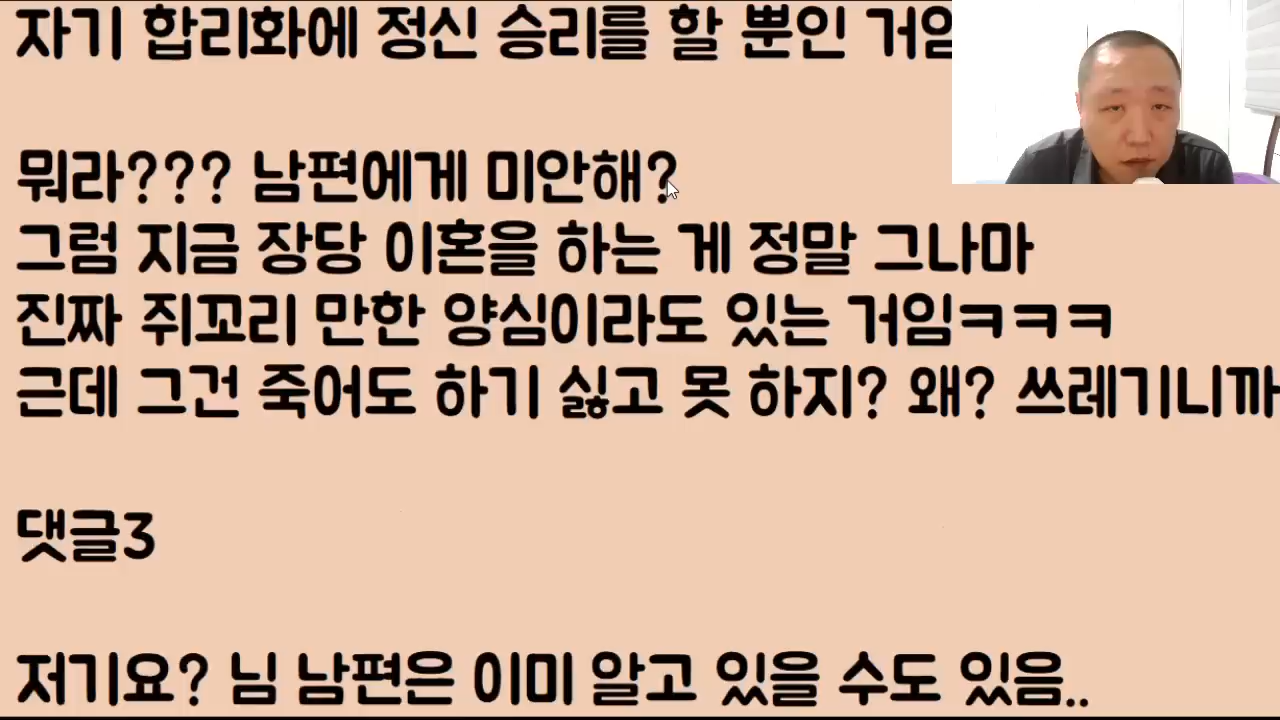 자기 합리화에 정신 승리를 할 뿐인 거임
뭐라??? 남편에게 미안해?
그럼 지금 장당 이혼을 하는 게 정말 그나마
진짜 쥐꼬리 만한 양심이라도 있는 거임ㅋㅋㅋ
근데 그건 죽어도 하기 싫고 못 하지? 왜? 쓰레기니까
댓글3
저기요? 님 남편은 이미 알고 있을 수도 있음..